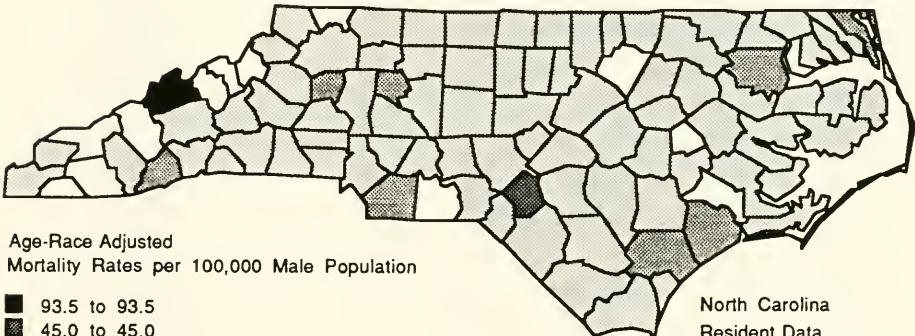 Age-Race Adjusted
Mortality Rates per 100,000 Male Population
93.5 to 93.5
45.0 to 45.0
North Carolina
Resident Data